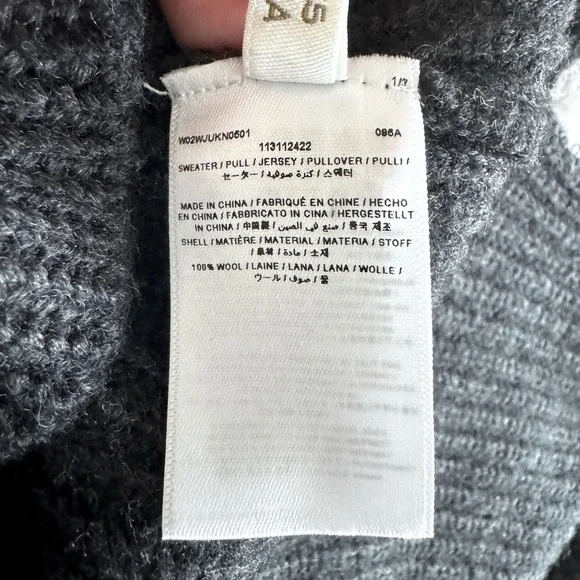 S
A
1/3
W02WJUKN0501 096A
113112422
SWEATER / PULL / JERSEY / PULLOVER / PULLI /
セーター / كنزة صوفية / 스웨터
MADE IN CHINA / FABRIQUÉ EN CHINE / HECHO
EN CHINA / FABBRICATO IN CINA / HERGESTELLT
IN CHINA / 中国製 / صنع في الصين / 중국 제조
SHELL / MATIÈRE / MATERIAL / MATERIA / STOFF
/ 素材 / مادة / 소재
100% WOOL / LAINE / LANA / LANA / WOLLE /
ウール / صوف / 울